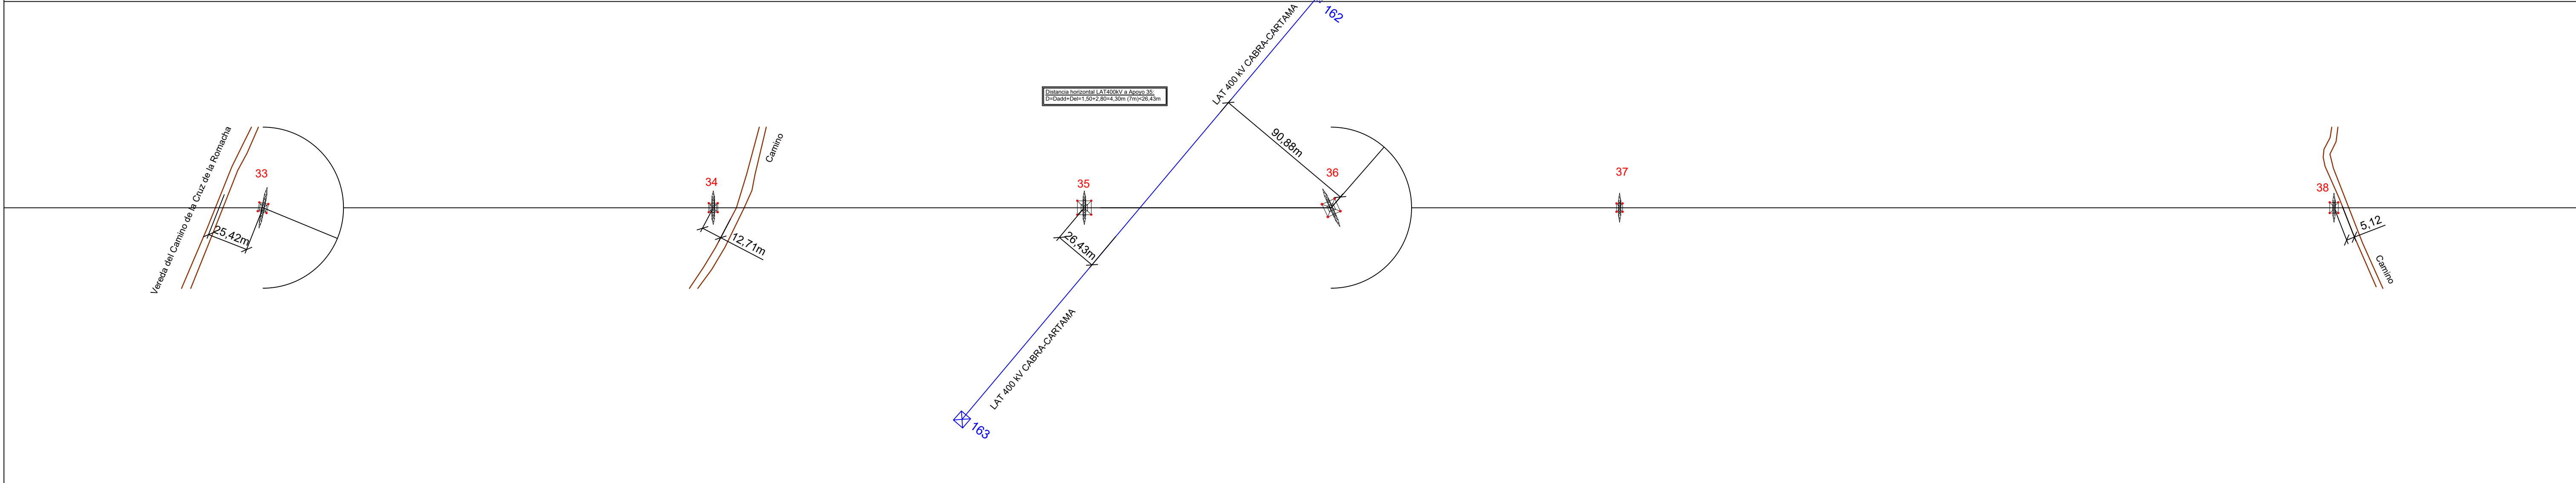 Vereda del Camino de la Cruz de la Romacha
33
25,42m
34
Camino
12,71m
Distancia horizontal LAT400kV a Apoyo 35:
D=Dadd+Del=1,50+2,80=4,30m (7m)<26,43m
35
26,43m
LAT 400 kV CABRA-CARTAMA
162
90,88m
36
LAT 400 kV CABRA-CARTAMA
163
37
38
5,12
Camino